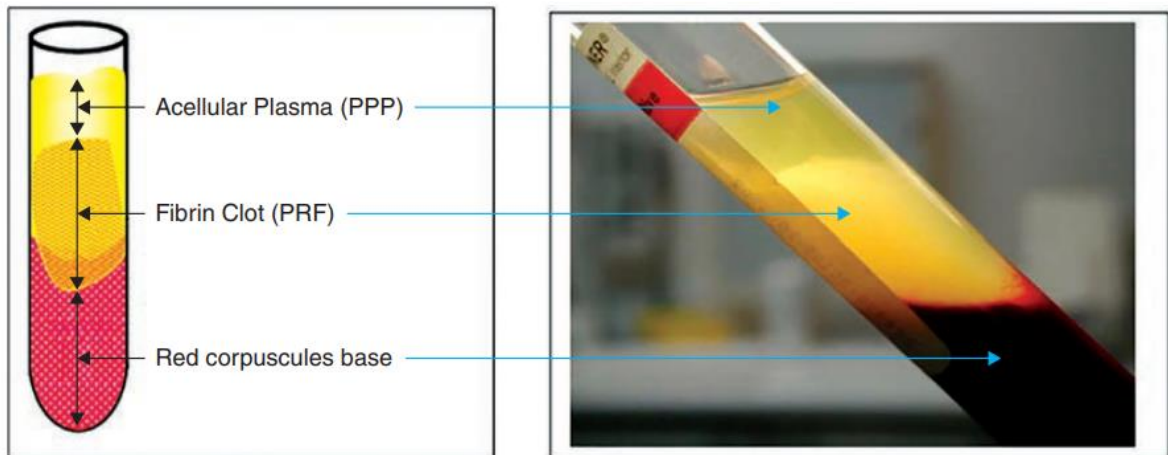 Acellular Plasma (PPP)
Fibrin Clot (PRF)
Red corpuscules base